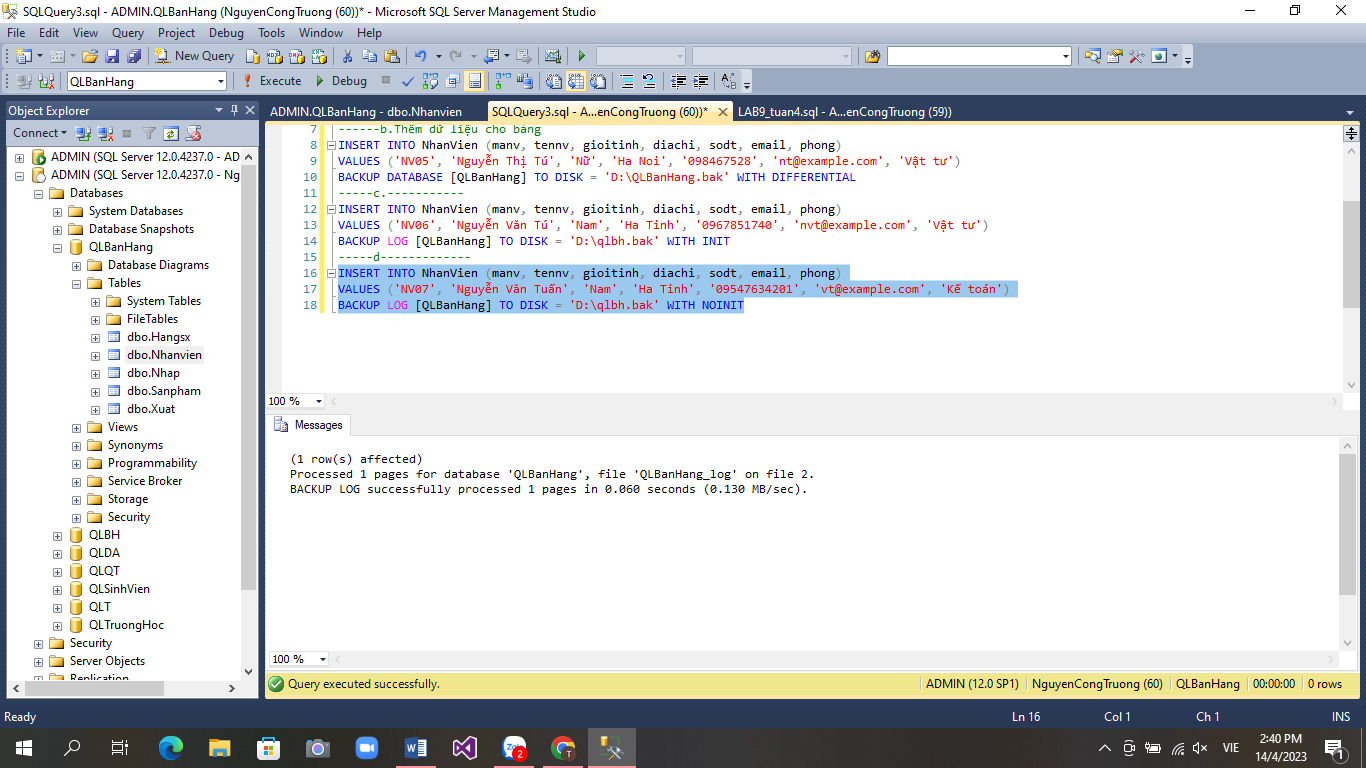 SQLQuery3.sql - ADMIN.QLBanHang (NguyenCongTruong (60))* - Microsoft SQL Server Management Studio
File Edit View Query Project Debug Tools Window Help
New Query
QLBanHang Execute Debug
Object Explorer
Connect
ADMIN (SQL Server 12.0.4237.0 - AD
ADMIN (SQL Server 12.0.4237.0 - Ng
Databases
System Databases
Database Snapshots
QLBanHang
Database Diagrams
Tables
System Tables
FileTables
dbo.Hangsx
dbo.Nhanvien
dbo.Nhap
dbo.Sanpham
dbo.Xuat
Views
Synonyms
Programmability
Service Broker
Storage
Security
QLBH
QLDA
QLQT
QLSinhVien
QLT
QLTruongHoc
Security
Server Objects
Replication
ADMIN.QLBanHang - dbo.Nhanvien SQLQuery3.sql - A...enCongTruong (60))* LAB9_tuan4.sql - A...enCongTruong (59))
7 ------b.Thêm dữ liệu cho bảng
8 INSERT INTO NhanVien (manv, tennv, gioitinh, diachi, sodt, email, phong)
9 VALUES ('NV05', 'Nguyễn Thị Tú', 'Nữ', 'Ha Noi', '098467528', 'nt@example.com', 'Vật tư')
10 BACKUP DATABASE [QLBanHang] TO DISK = 'D:\QLBanHang.bak' WITH DIFFERENTIAL
11 -----c.-----------
12 INSERT INTO NhanVien (manv, tennv, gioitinh, diachi, sodt, email, phong)
13 VALUES ('NV06', 'Nguyễn Văn Tú', 'Nam', 'Ha Tinh', '0967851740', 'nvt@example.com', 'Vật tư')
14 BACKUP LOG [QLBanHang] TO DISK = 'D:\qlbh.bak' WITH INIT
15 -----d-------------
16 INSERT INTO NhanVien (manv, tennv, gioitinh, diachi, sodt, email, phong)
17 VALUES ('NV07', 'Nguyễn Văn Tuấn', 'Nam', 'Ha Tinh', '09547634201', 'vt@example.com', 'Kế toán')
18 BACKUP LOG [QLBanHang] TO DISK = 'D:\qlbh.bak' WITH NOINIT
100 %
Messages
(1 row(s) affected)
Processed 1 pages for database 'QLBanHang', file 'QLBanHang_log' on file 2.
BACKUP LOG successfully processed 1 pages in 0.060 seconds (0.130 MB/sec).
100 %
Query executed successfully. ADMIN (12.0 SP1) NguyenCongTruong (60) QLBanHang 00:00:00 0 rows
Ready Ln 16 Col 1 Ch 1 INS
VIE
2:40 PM
14/4/2023
2
1